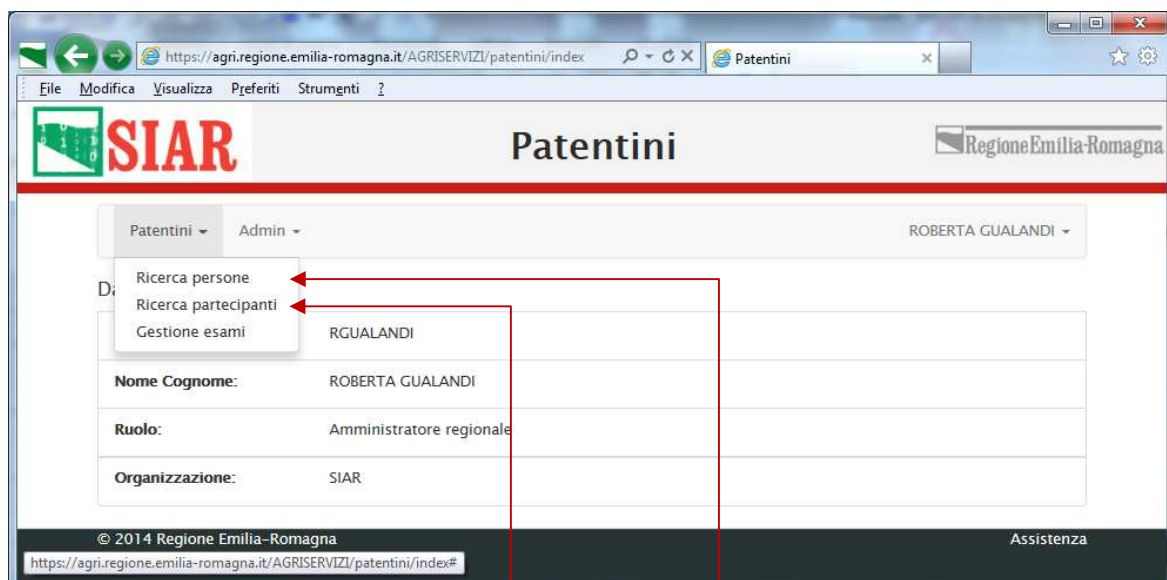 https://agri.regione.emilia-romagna.it/AGRISERVIZI/patentini/index
Patentini
File Modifica Visualizza Preferiti Strumenti ?
SIAR
Patentini
RegioneEmilia-Romagna
Patentini Admin ROBERTA GUALANDI
Ricerca persone
Da
Ricerca partecipanti
Gestione esami RGUALANDI
Nome Cognome: ROBERTA GUALANDI
Ruolo: Amministratore regionale
Organizzazione: SIAR
© 2014 Regione Emilia-Romagna Assistenza
https://agri.regione.emilia-romagna.it/AGRISERVIZI/patentini/index#